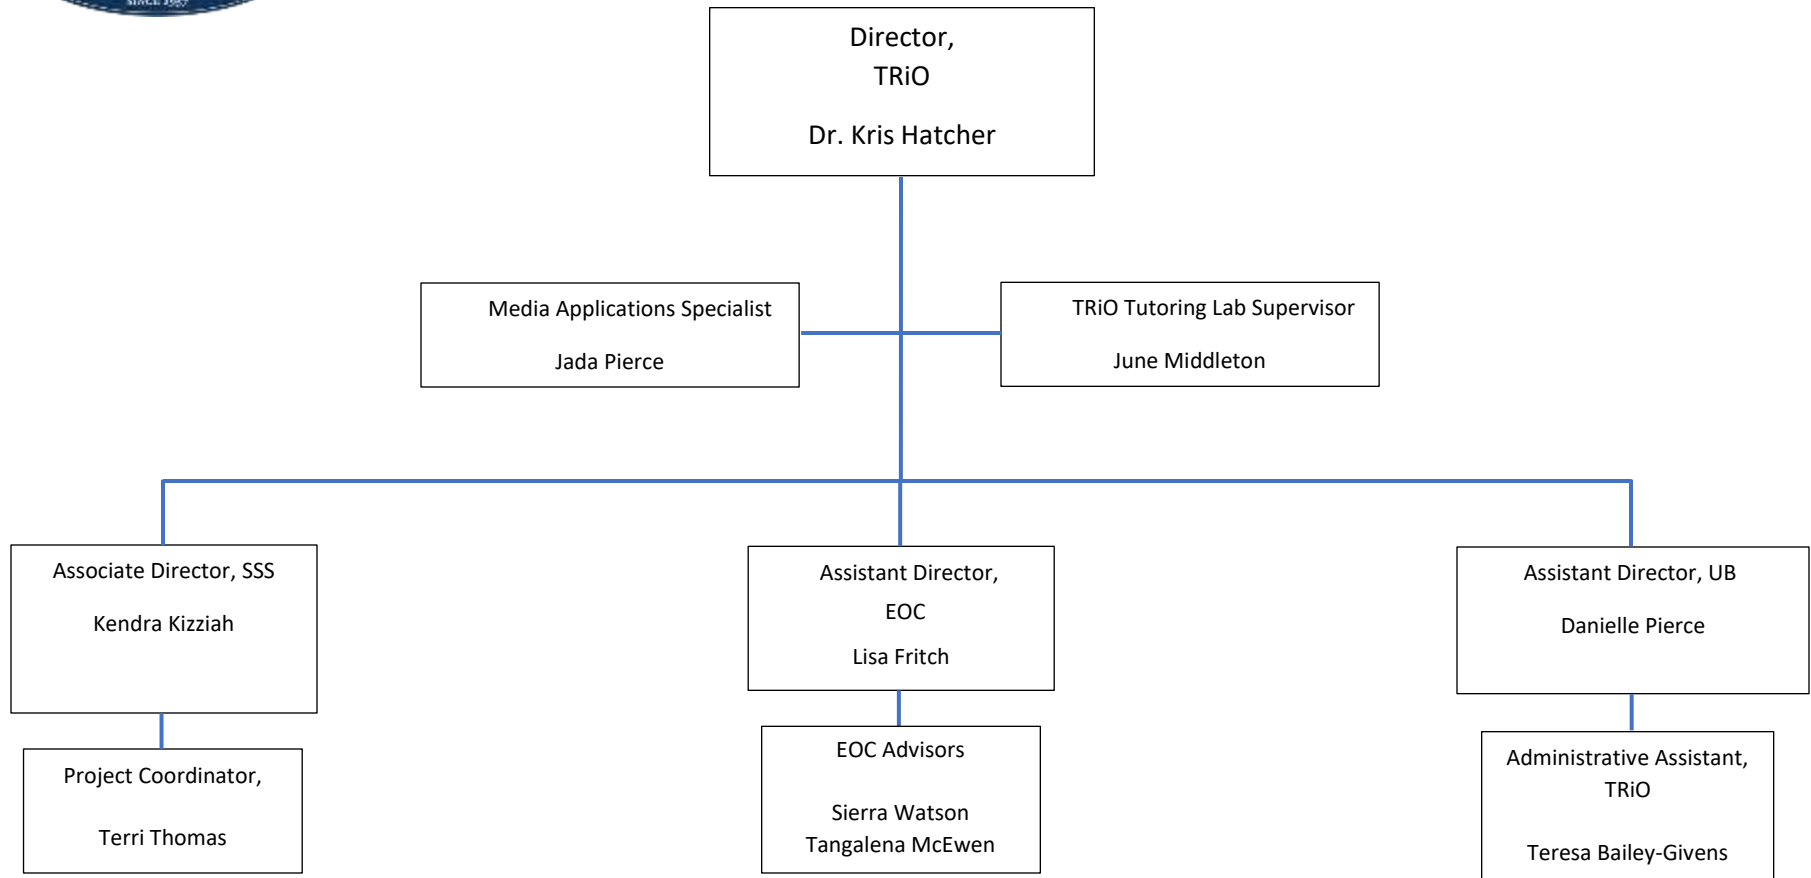 SINCE 1957
Director,
TRiO
Dr. Kris Hatcher
Media Applications Specialist
Jada Pierce
TRiO Tutoring Lab Supervisor
June Middleton
Associate Director, SSS
Kendra Kizziah
Assistant Director,
EOC
Lisa Fritch
Assistant Director, UB
Danielle Pierce
Project Coordinator,
Terri Thomas
EOC Advisors
Sierra Watson
Tangalena McEwen
Administrative Assistant,
TRiO
Teresa Bailey-Givens